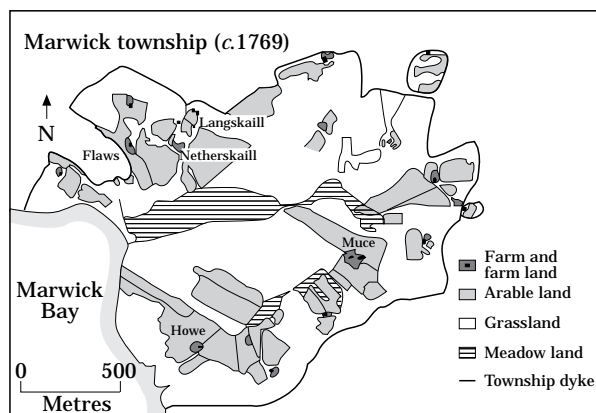 Marwick township (c.1769)
N
Langskaill
Flaws
Netherskaill
Muce
Marwick
Bay
Howe
0 500
Metres
Farm and
farm land
Arable land
Grassland
Meadow land
Township dyke